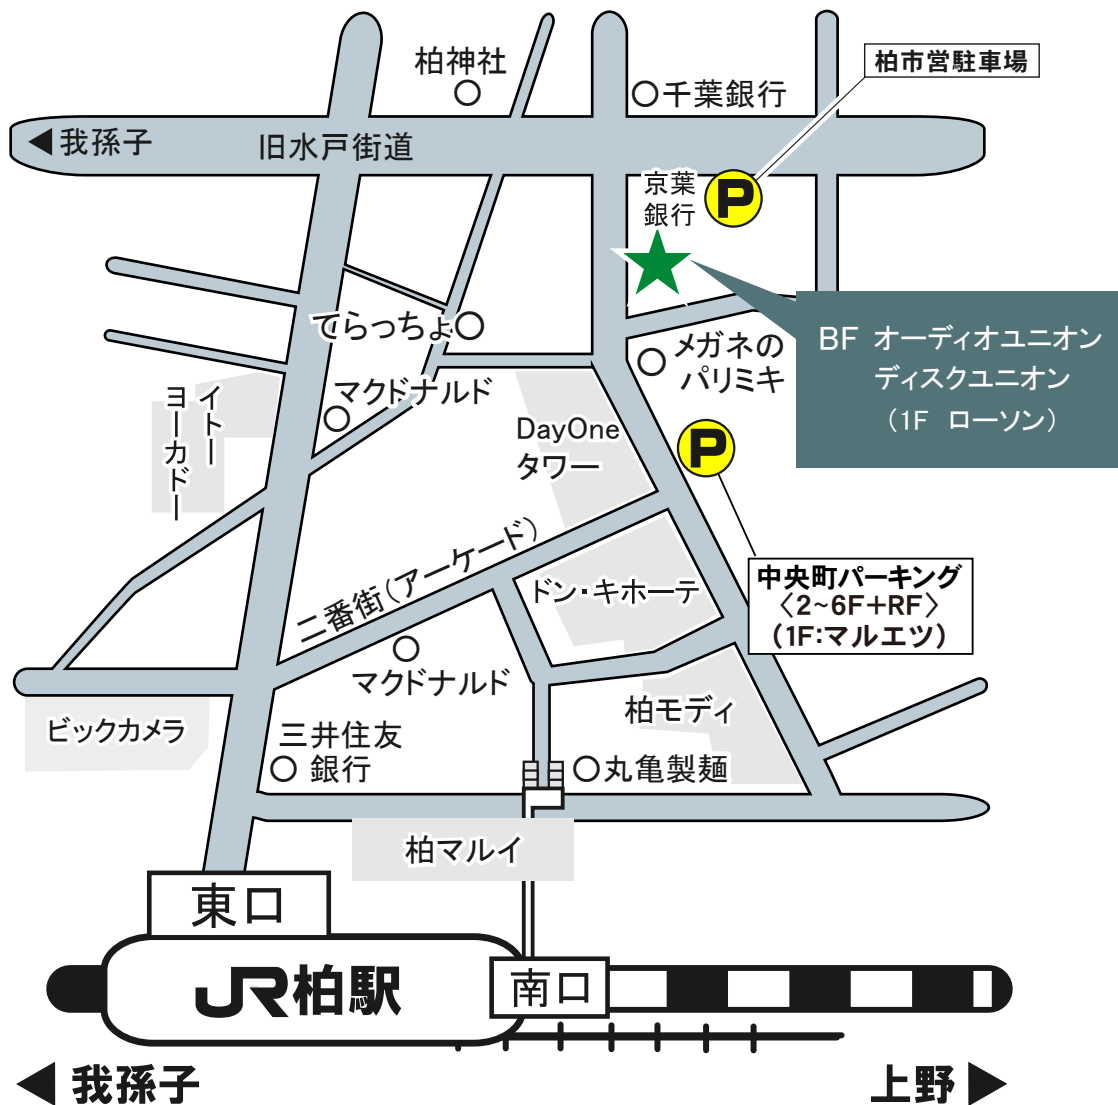 柏神社
柏市営駐車場
千葉銀行
◀我孫子
旧水戸街道
京葉
銀行
P
BF オーディオユニオン
ディスクユニオン
(1F ローソン)
てらっちょ
メガネの
パリミキ
マクドナルド
イトー
ヨーカドー
DayOne
タワー
P
二番街(アーケード)
ドン・キホーテ
中央町パーキング
〈2~6F+RF〉
(1F:マルエツ)
マクドナルド
柏モディ
ビックカメラ
三井住友
銀行
丸亀製麺
柏マルイ
東口
JR柏駅
南口
◀我孫子
上野▶